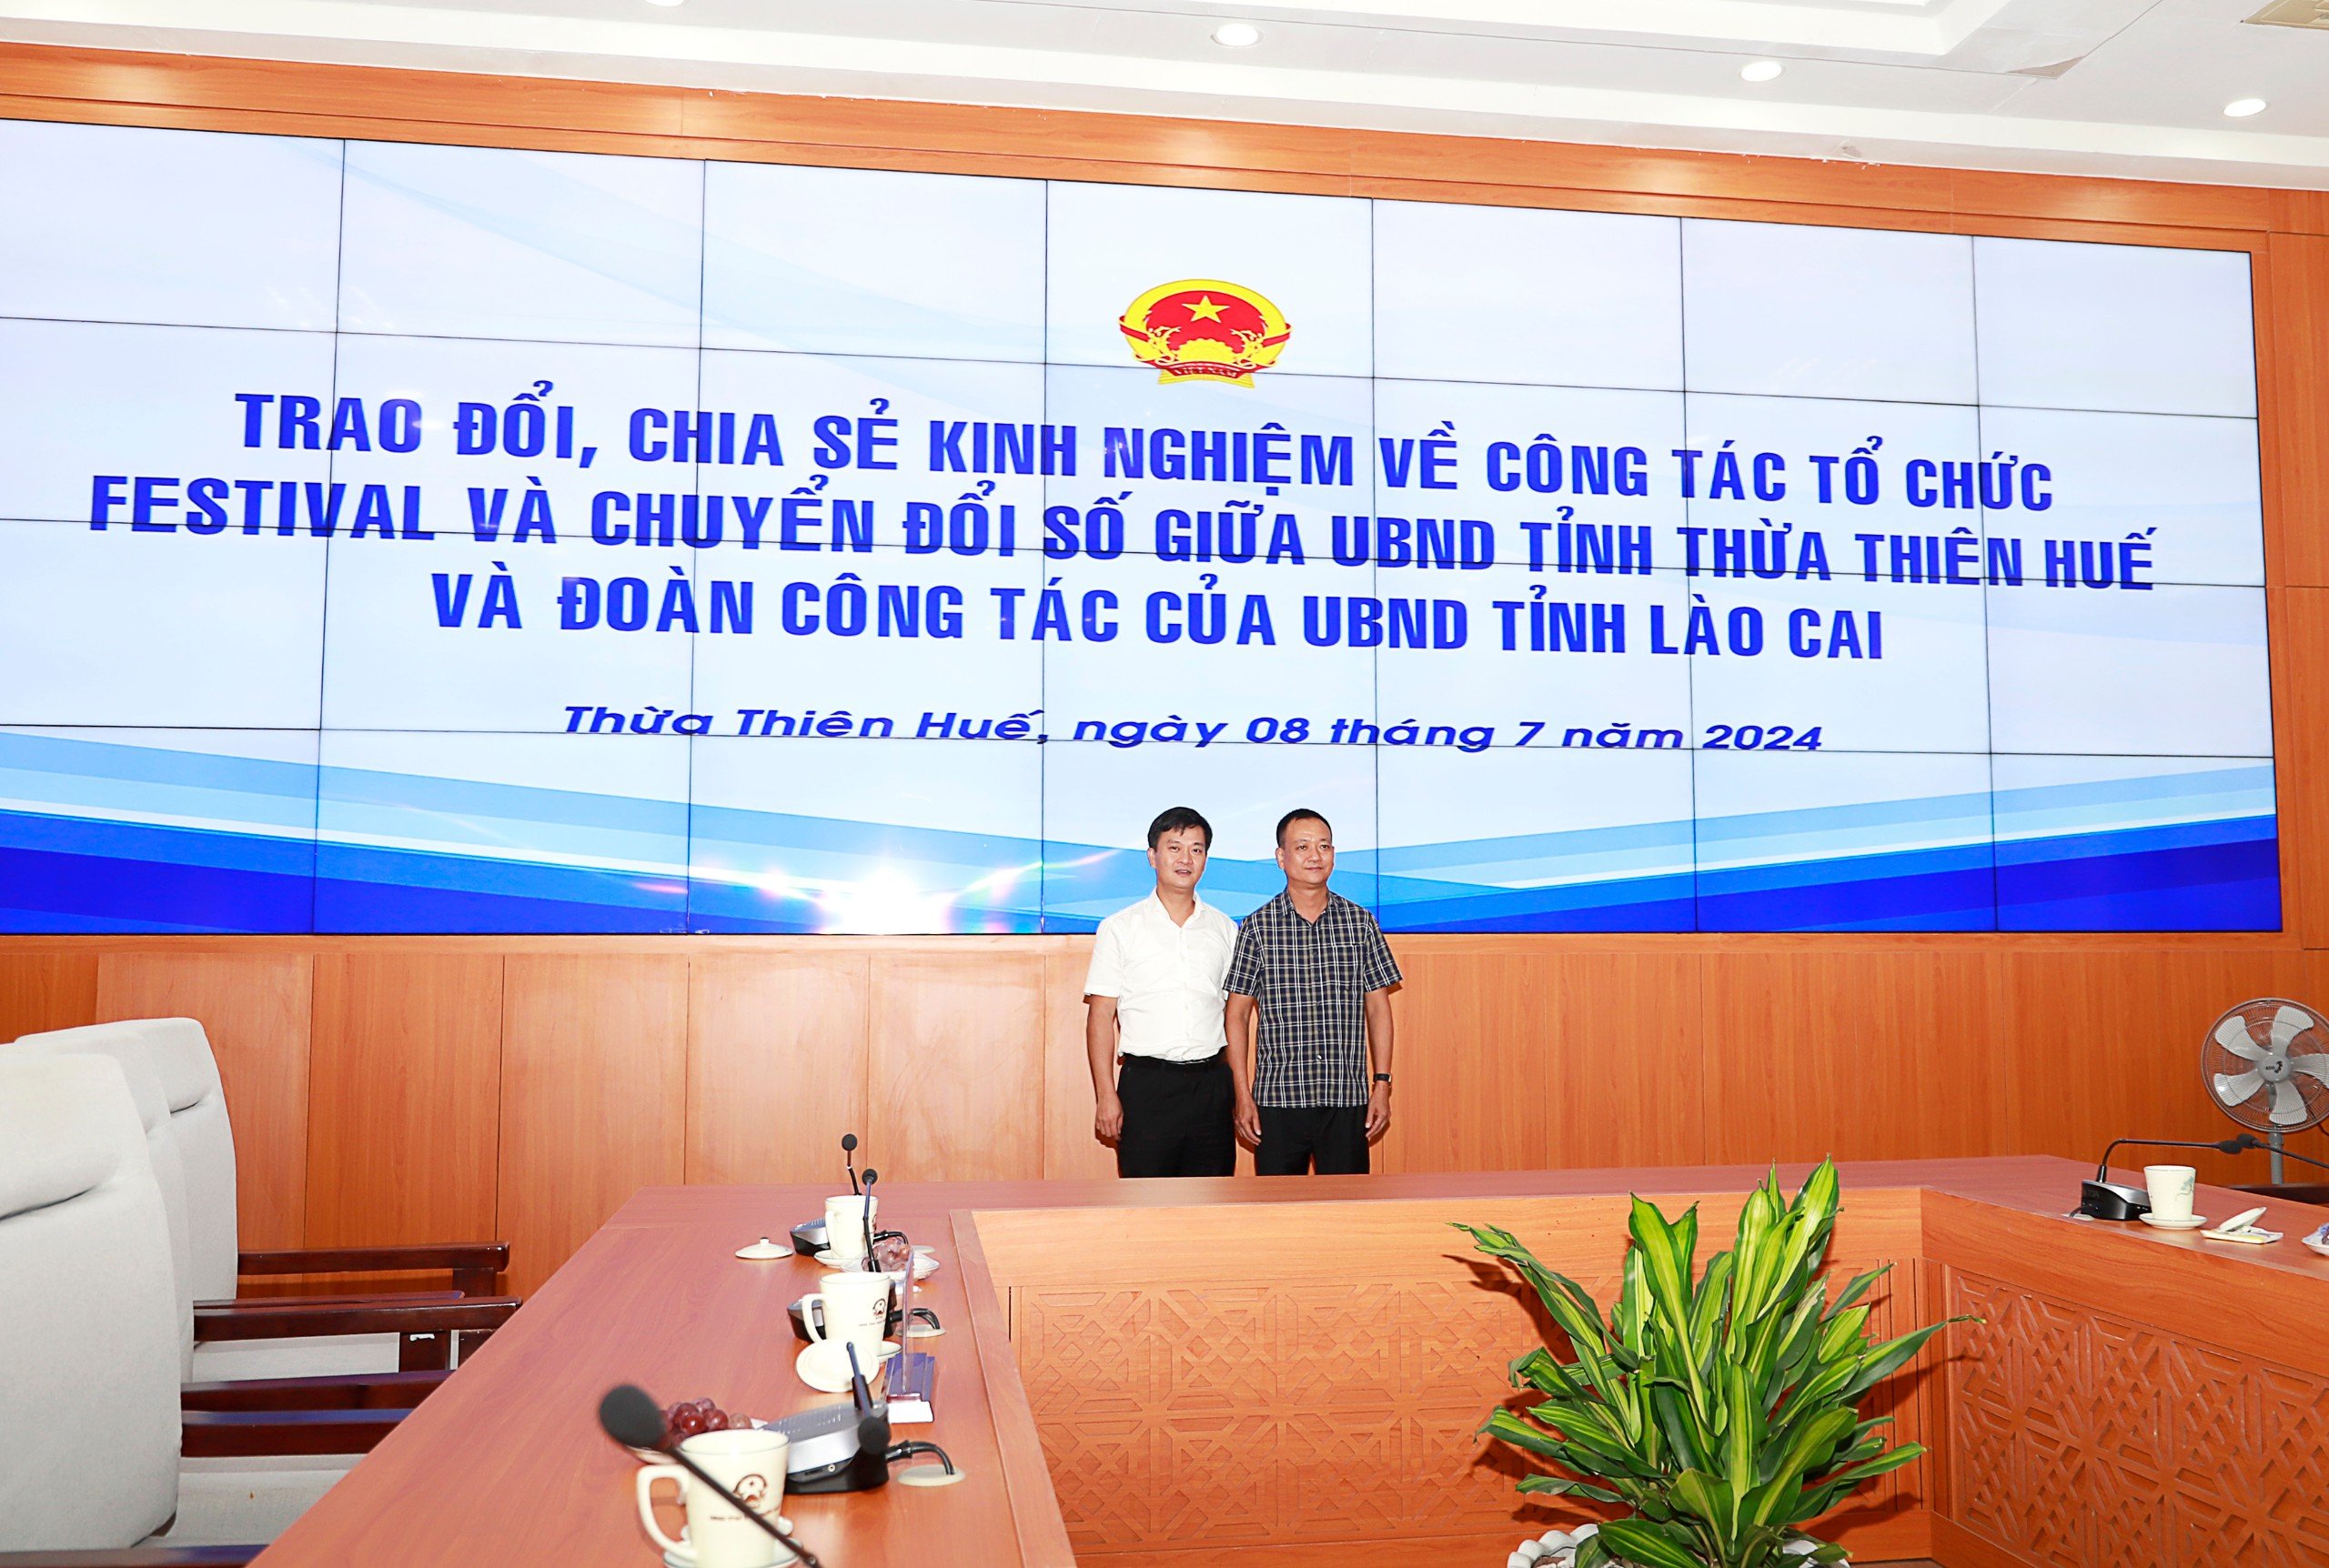 VIỆT NAM
TRAO ĐỔI, CHIA SẺ KINH NGHIỆM VỀ CÔNG TÁC TỔ CHỨC
FESTIVAL VÀ CHUYỂN ĐỔI SỐ GIỮA UBND TỈNH THỪA THIÊN HUẾ
VÀ ĐOÀN CÔNG TÁC CỦA UBND TỈNH LÀO CAI
Thừa Thiên Huế, ngày 08 tháng 7 năm 2024